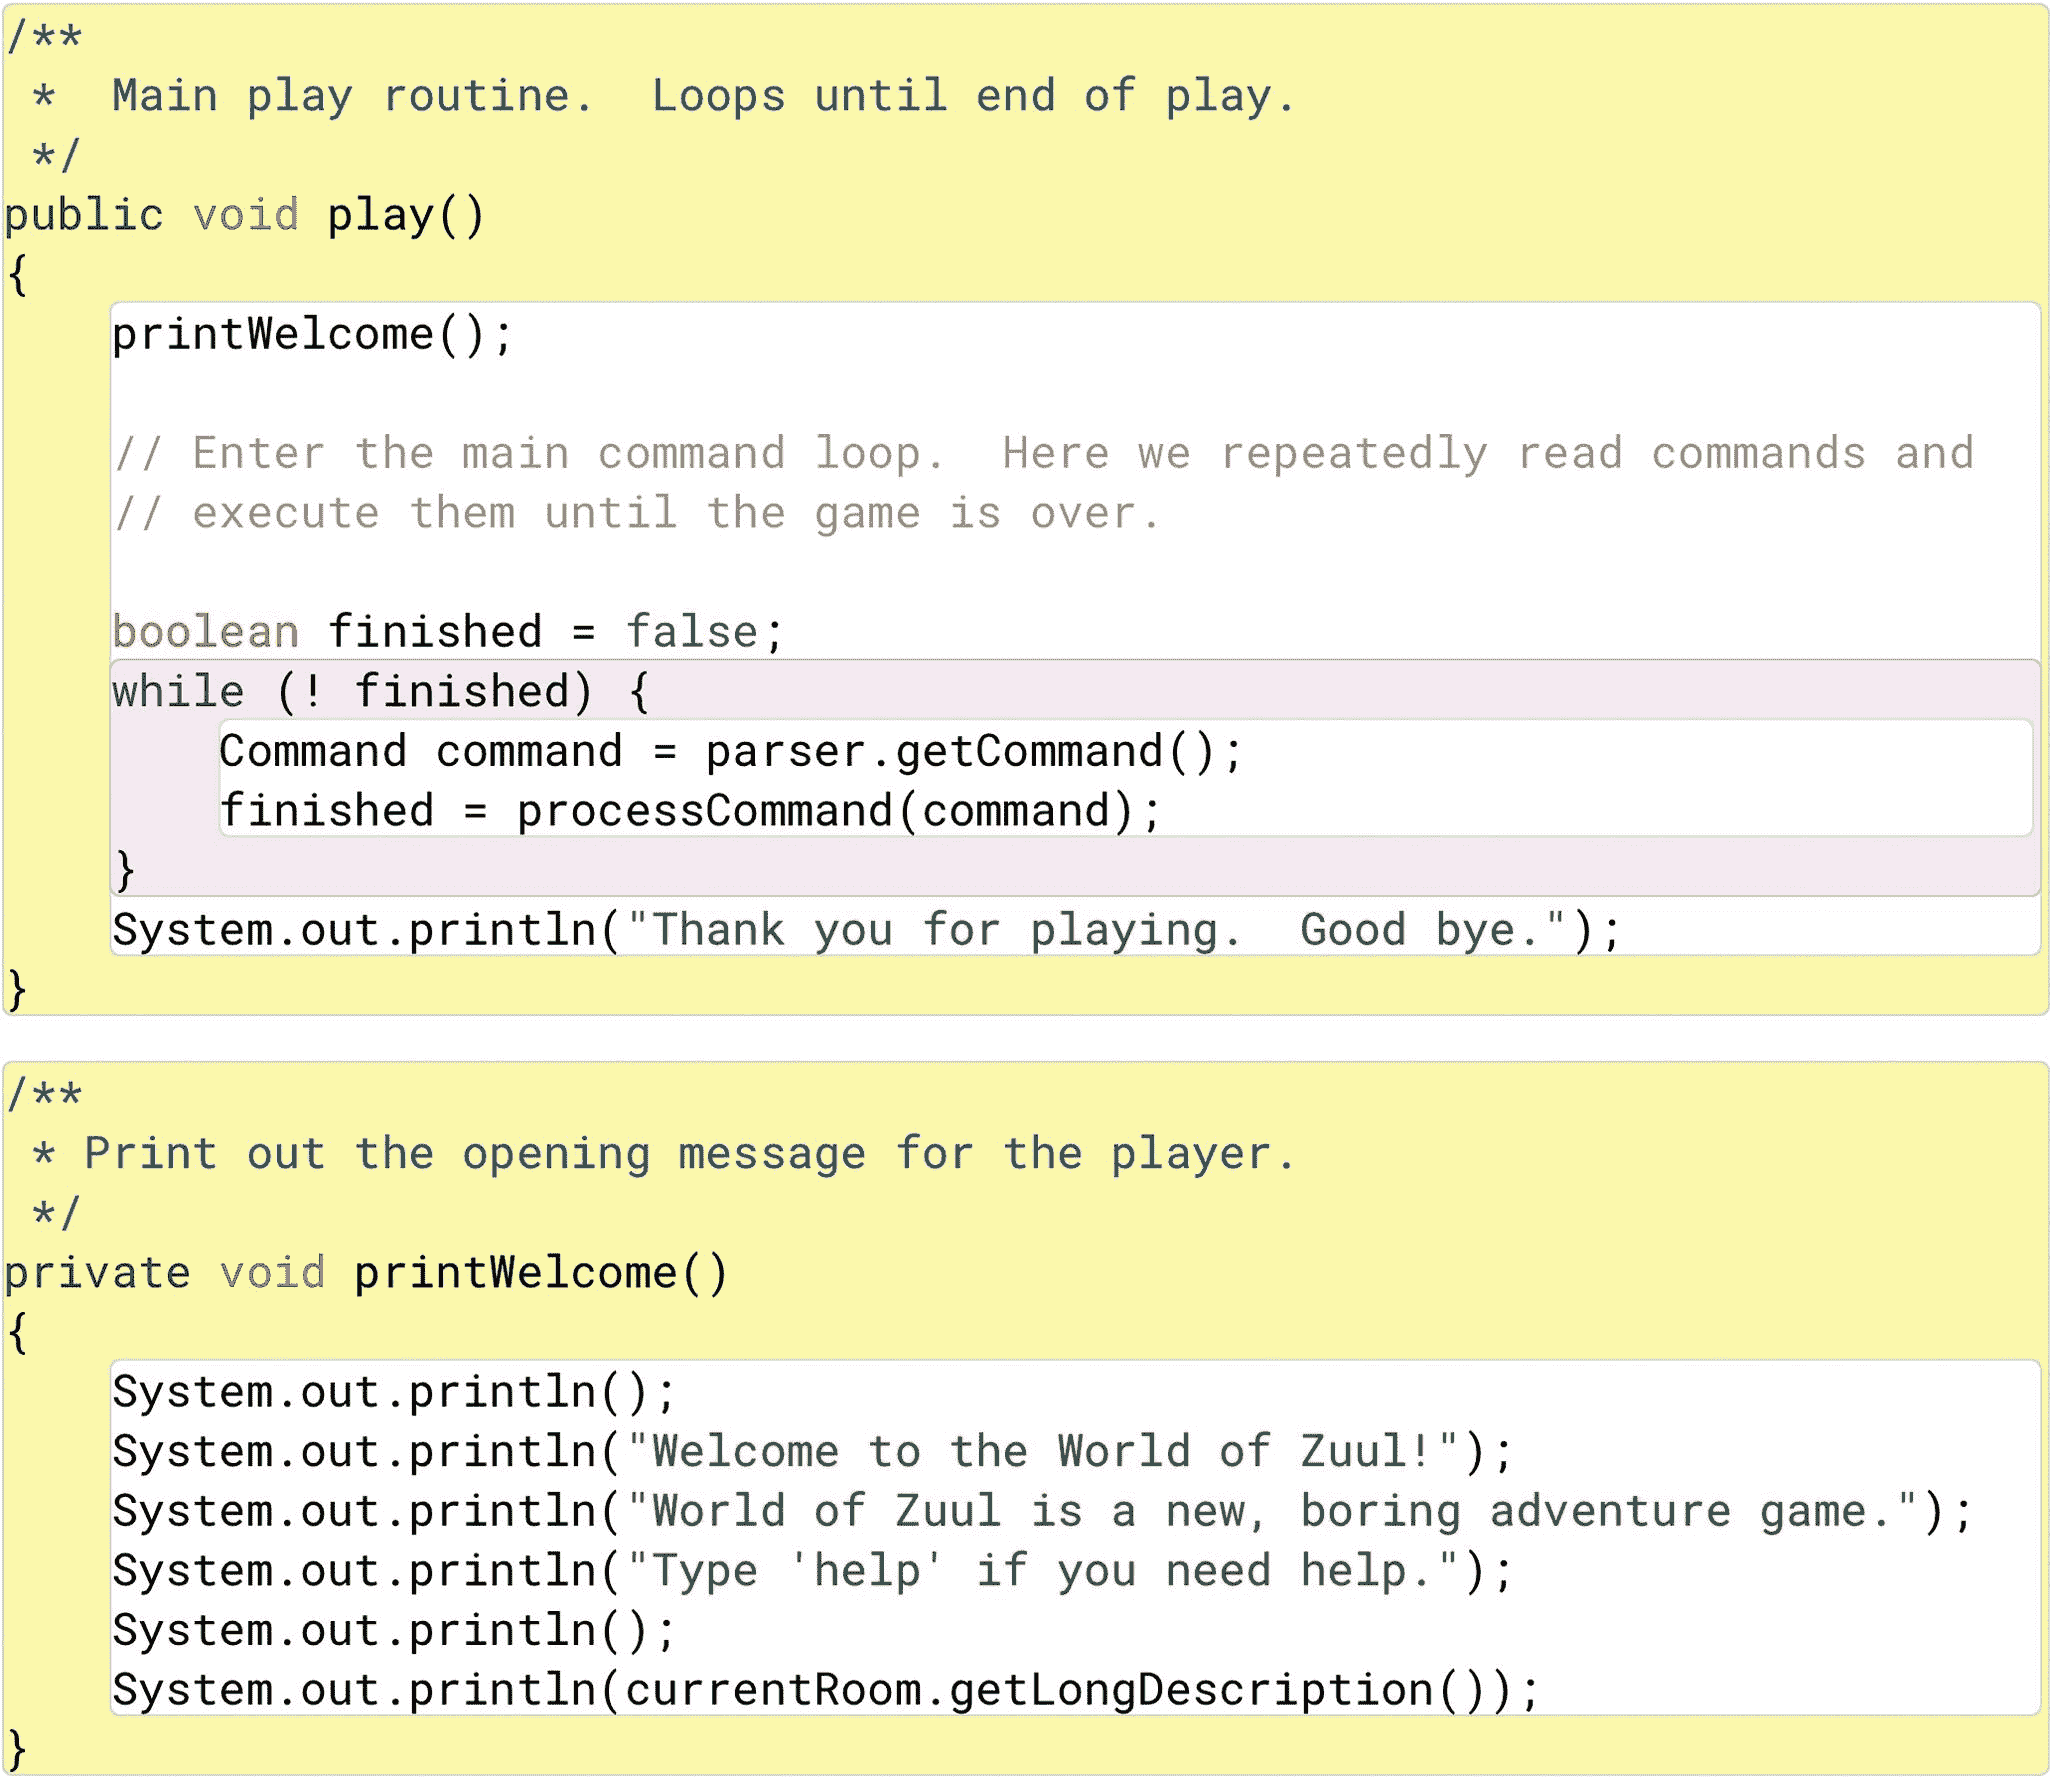 /**
 *  Main play routine.  Loops until end of play.
 */
public void play()
{
    printWelcome();

    // Enter the main command loop.  Here we repeatedly read commands and
    // execute them until the game is over.

    boolean finished = false;
    while (! finished) {
        Command command = parser.getCommand();
        finished = processCommand(command);
    }
    System.out.println("Thank you for playing.  Good bye.");
}

/**
 * Print out the opening message for the player.
 */
private void printWelcome()
{
    System.out.println();
    System.out.println("Welcome to the World of Zuul!");
    System.out.println("World of Zuul is a new, boring adventure game.");
    System.out.println("Type 'help' if you need help.");
    System.out.println();
    System.out.println(currentRoom.getLongDescription());
}